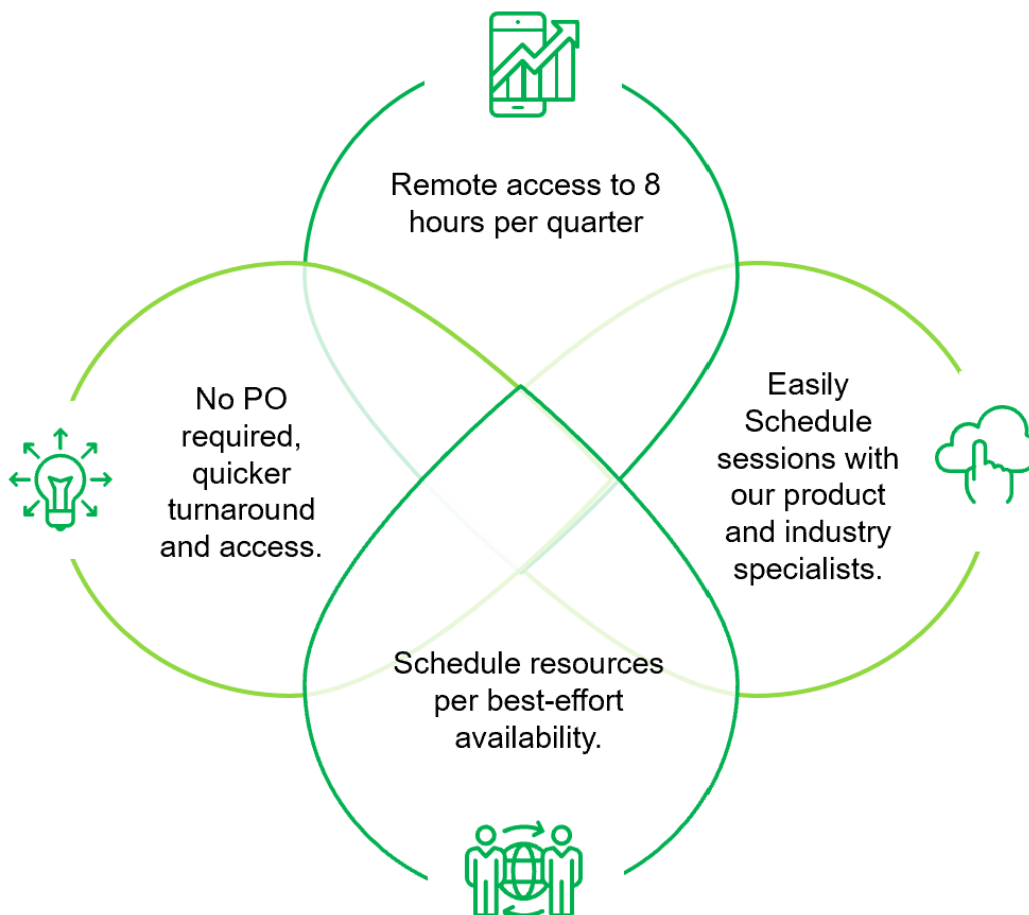 Remote access to 8
hours per quarter
No PO
required,
quicker
turnaround
and access.
Easily
Schedule
sessions with
our product
and industry
specialists.
Schedule resources
per best-effort
availability.